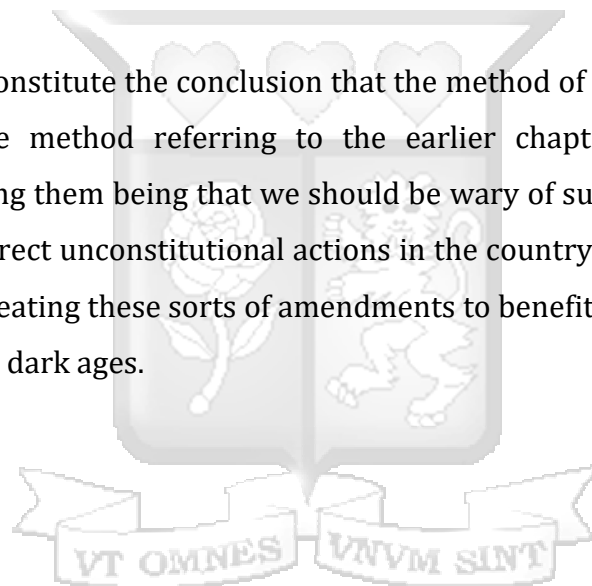 onstitute the conclusion that the method of
e method referring to the earlier chapt
ng them being that we should be wary of su
rect unconstitutional actions in the country
eating these sorts of amendments to benefit
dark ages.
VT OMNES VNVM SINT